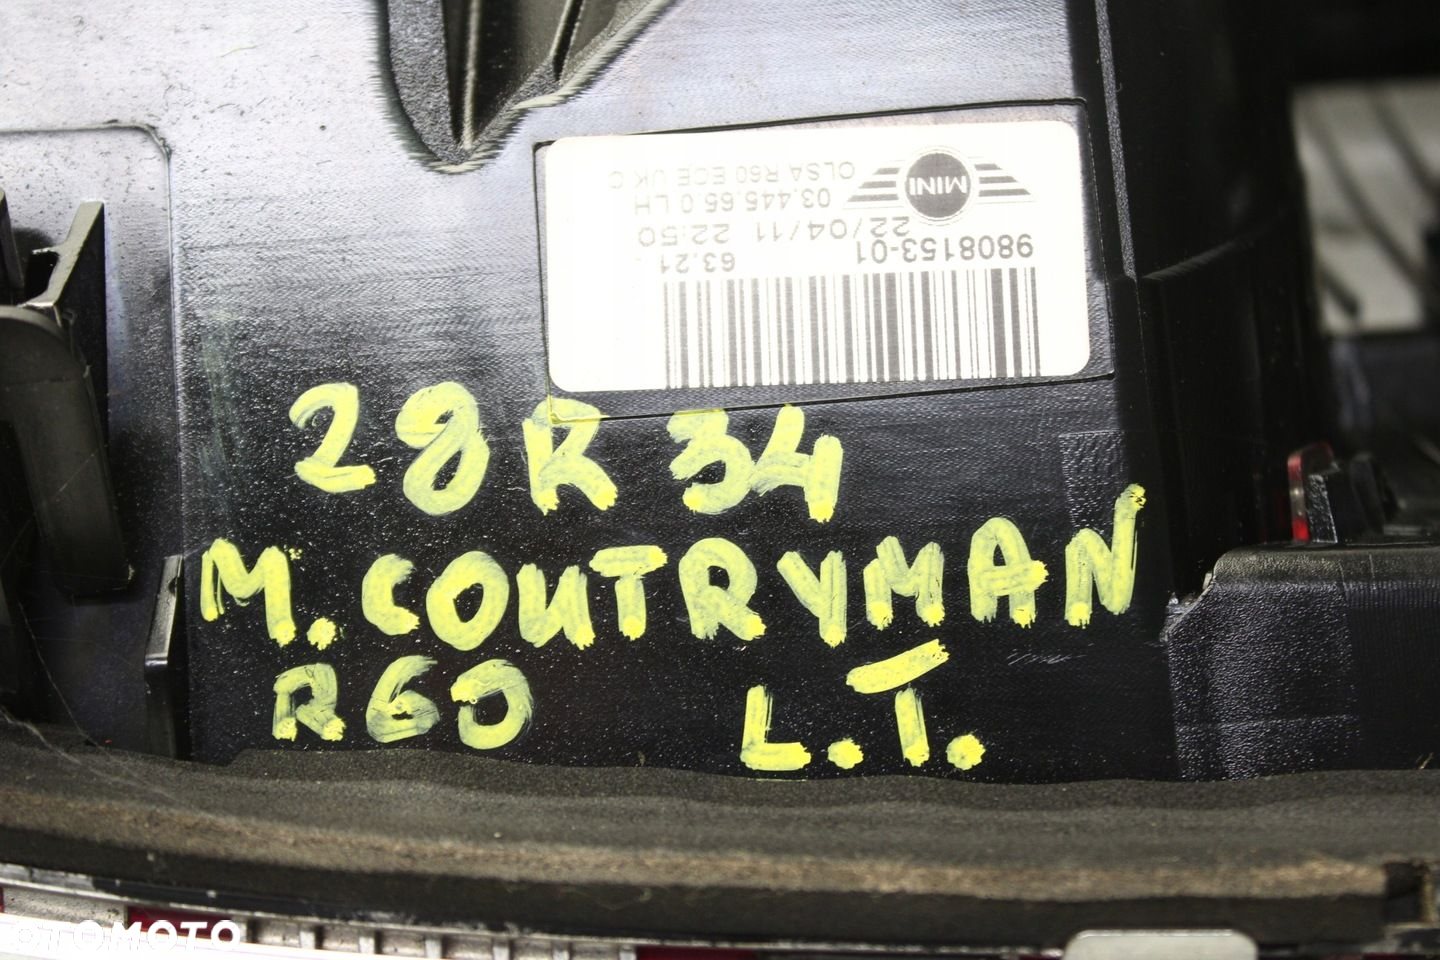 MINI
OLSA R60 ECE UK C
03.445.65.0 LH
22/04/11 22:50
9808153-01 63.21
28R34
M.COUTRYMAN
R60 L.T.
OTOMOTO